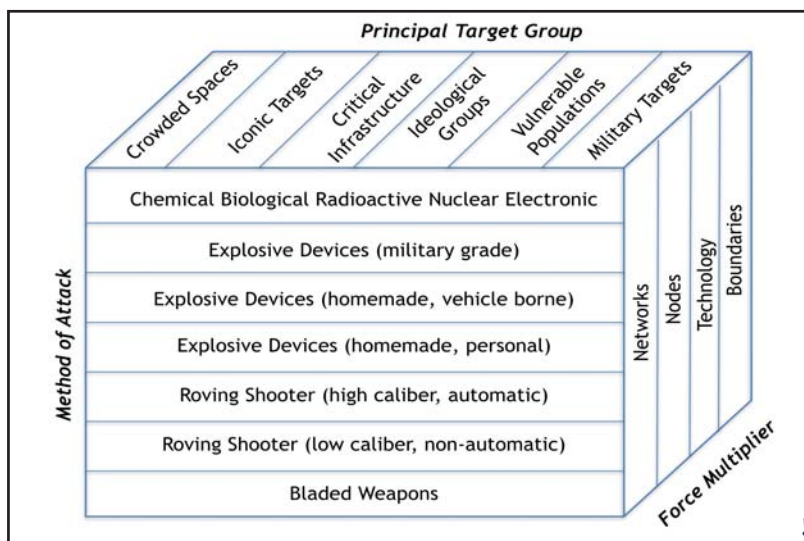 Principal Target Group
Crowded Spaces
Iconic Targets
Critical
Infrastructure
Ideological
Groups
Vulnerable
Populations
Military Targets
Method of Attack
Chemical Biological Radioactive Nuclear Electronic
Explosive Devices (military grade)
Explosive Devices (homemade, vehicle borne)
Explosive Devices (homemade, personal)
Roving Shooter (high caliber, automatic)
Roving Shooter (low caliber, non-automatic)
Bladed Weapons
Networks
Nodes
Technology
Boundaries
Force Multiplier